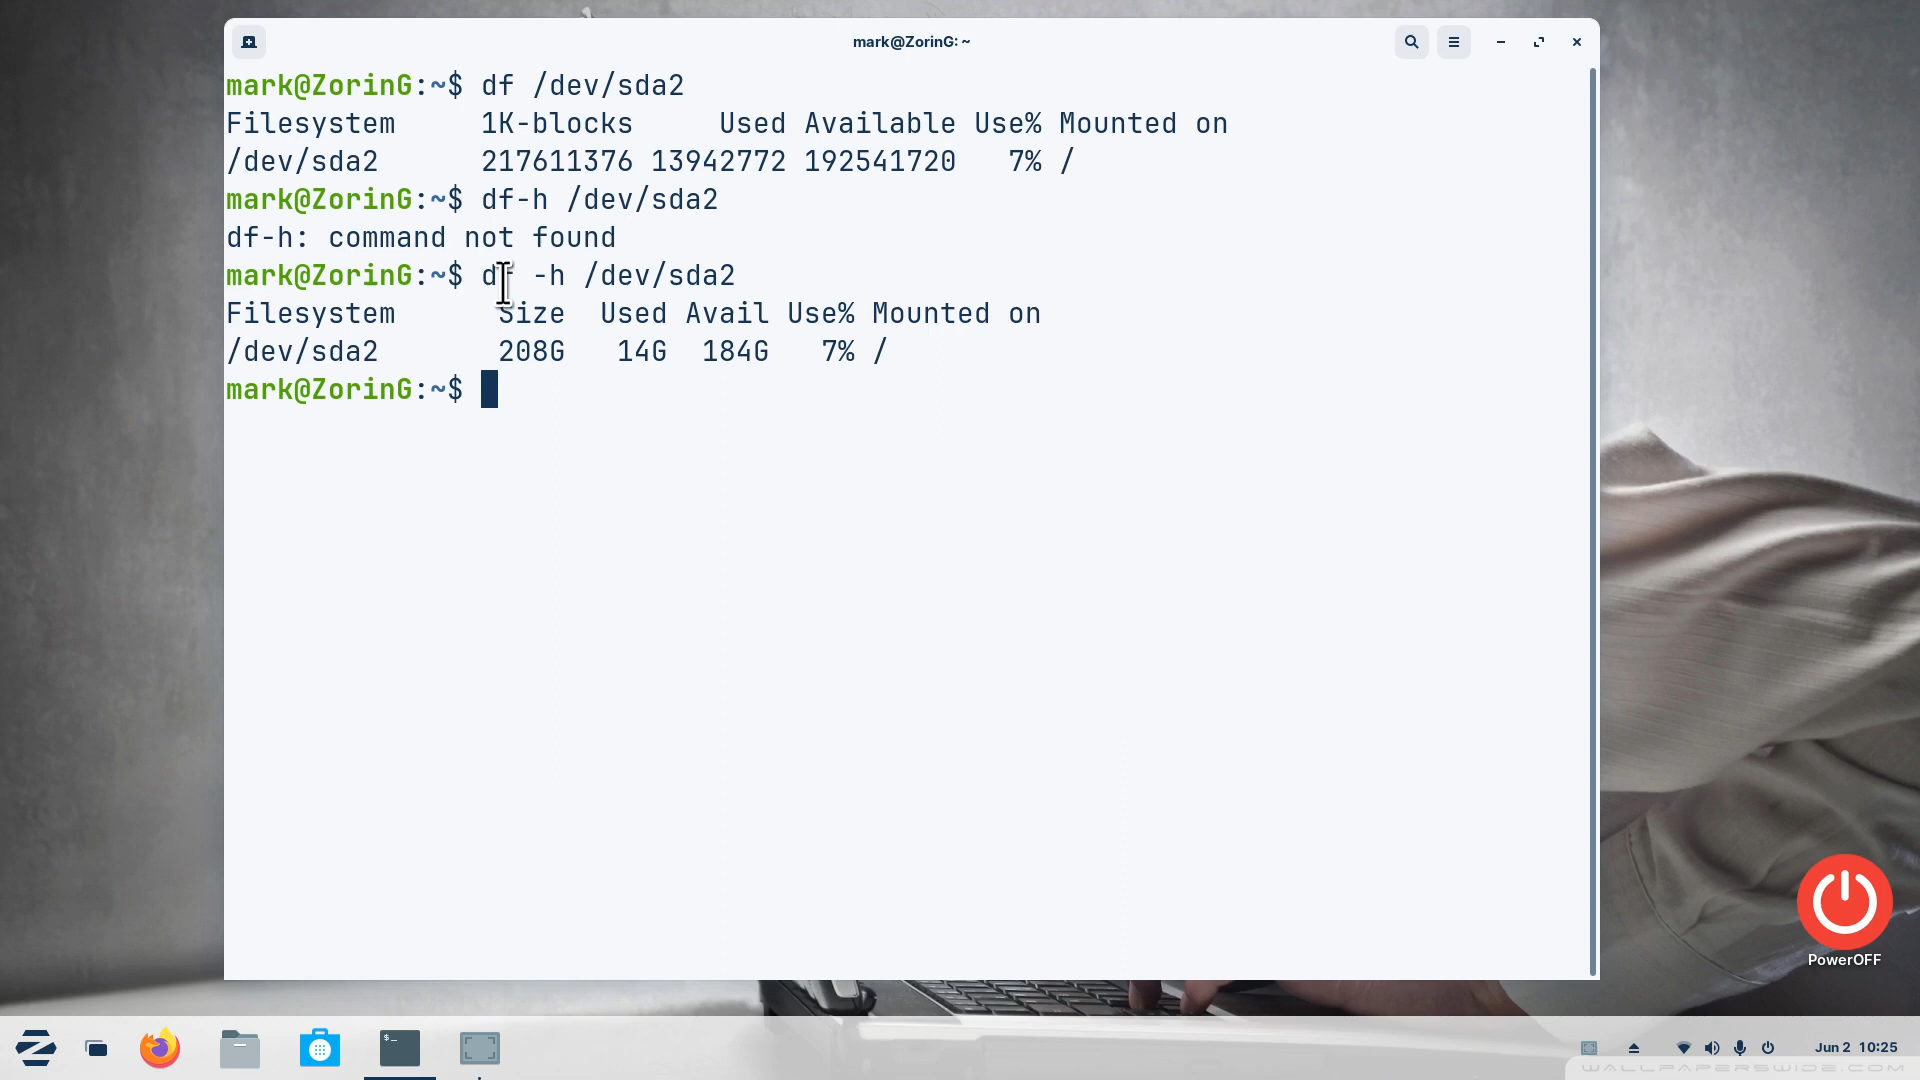 mark@ZorinG: ~
mark@ZorinG:~$ df /dev/sda2
Filesystem     1K-blocks     Used Available Use% Mounted on
/dev/sda2      217611376 13942772 192541720   7% /
mark@ZorinG:~$ df-h /dev/sda2
df-h: command not found
mark@ZorinG:~$ df -h /dev/sda2
Filesystem      Size  Used Avail Use% Mounted on
/dev/sda2       208G   14G  184G   7% /
mark@ZorinG:~$
PowerOFF
$_
Jun 2 10:25
WALLPAPERSWIDE.COM